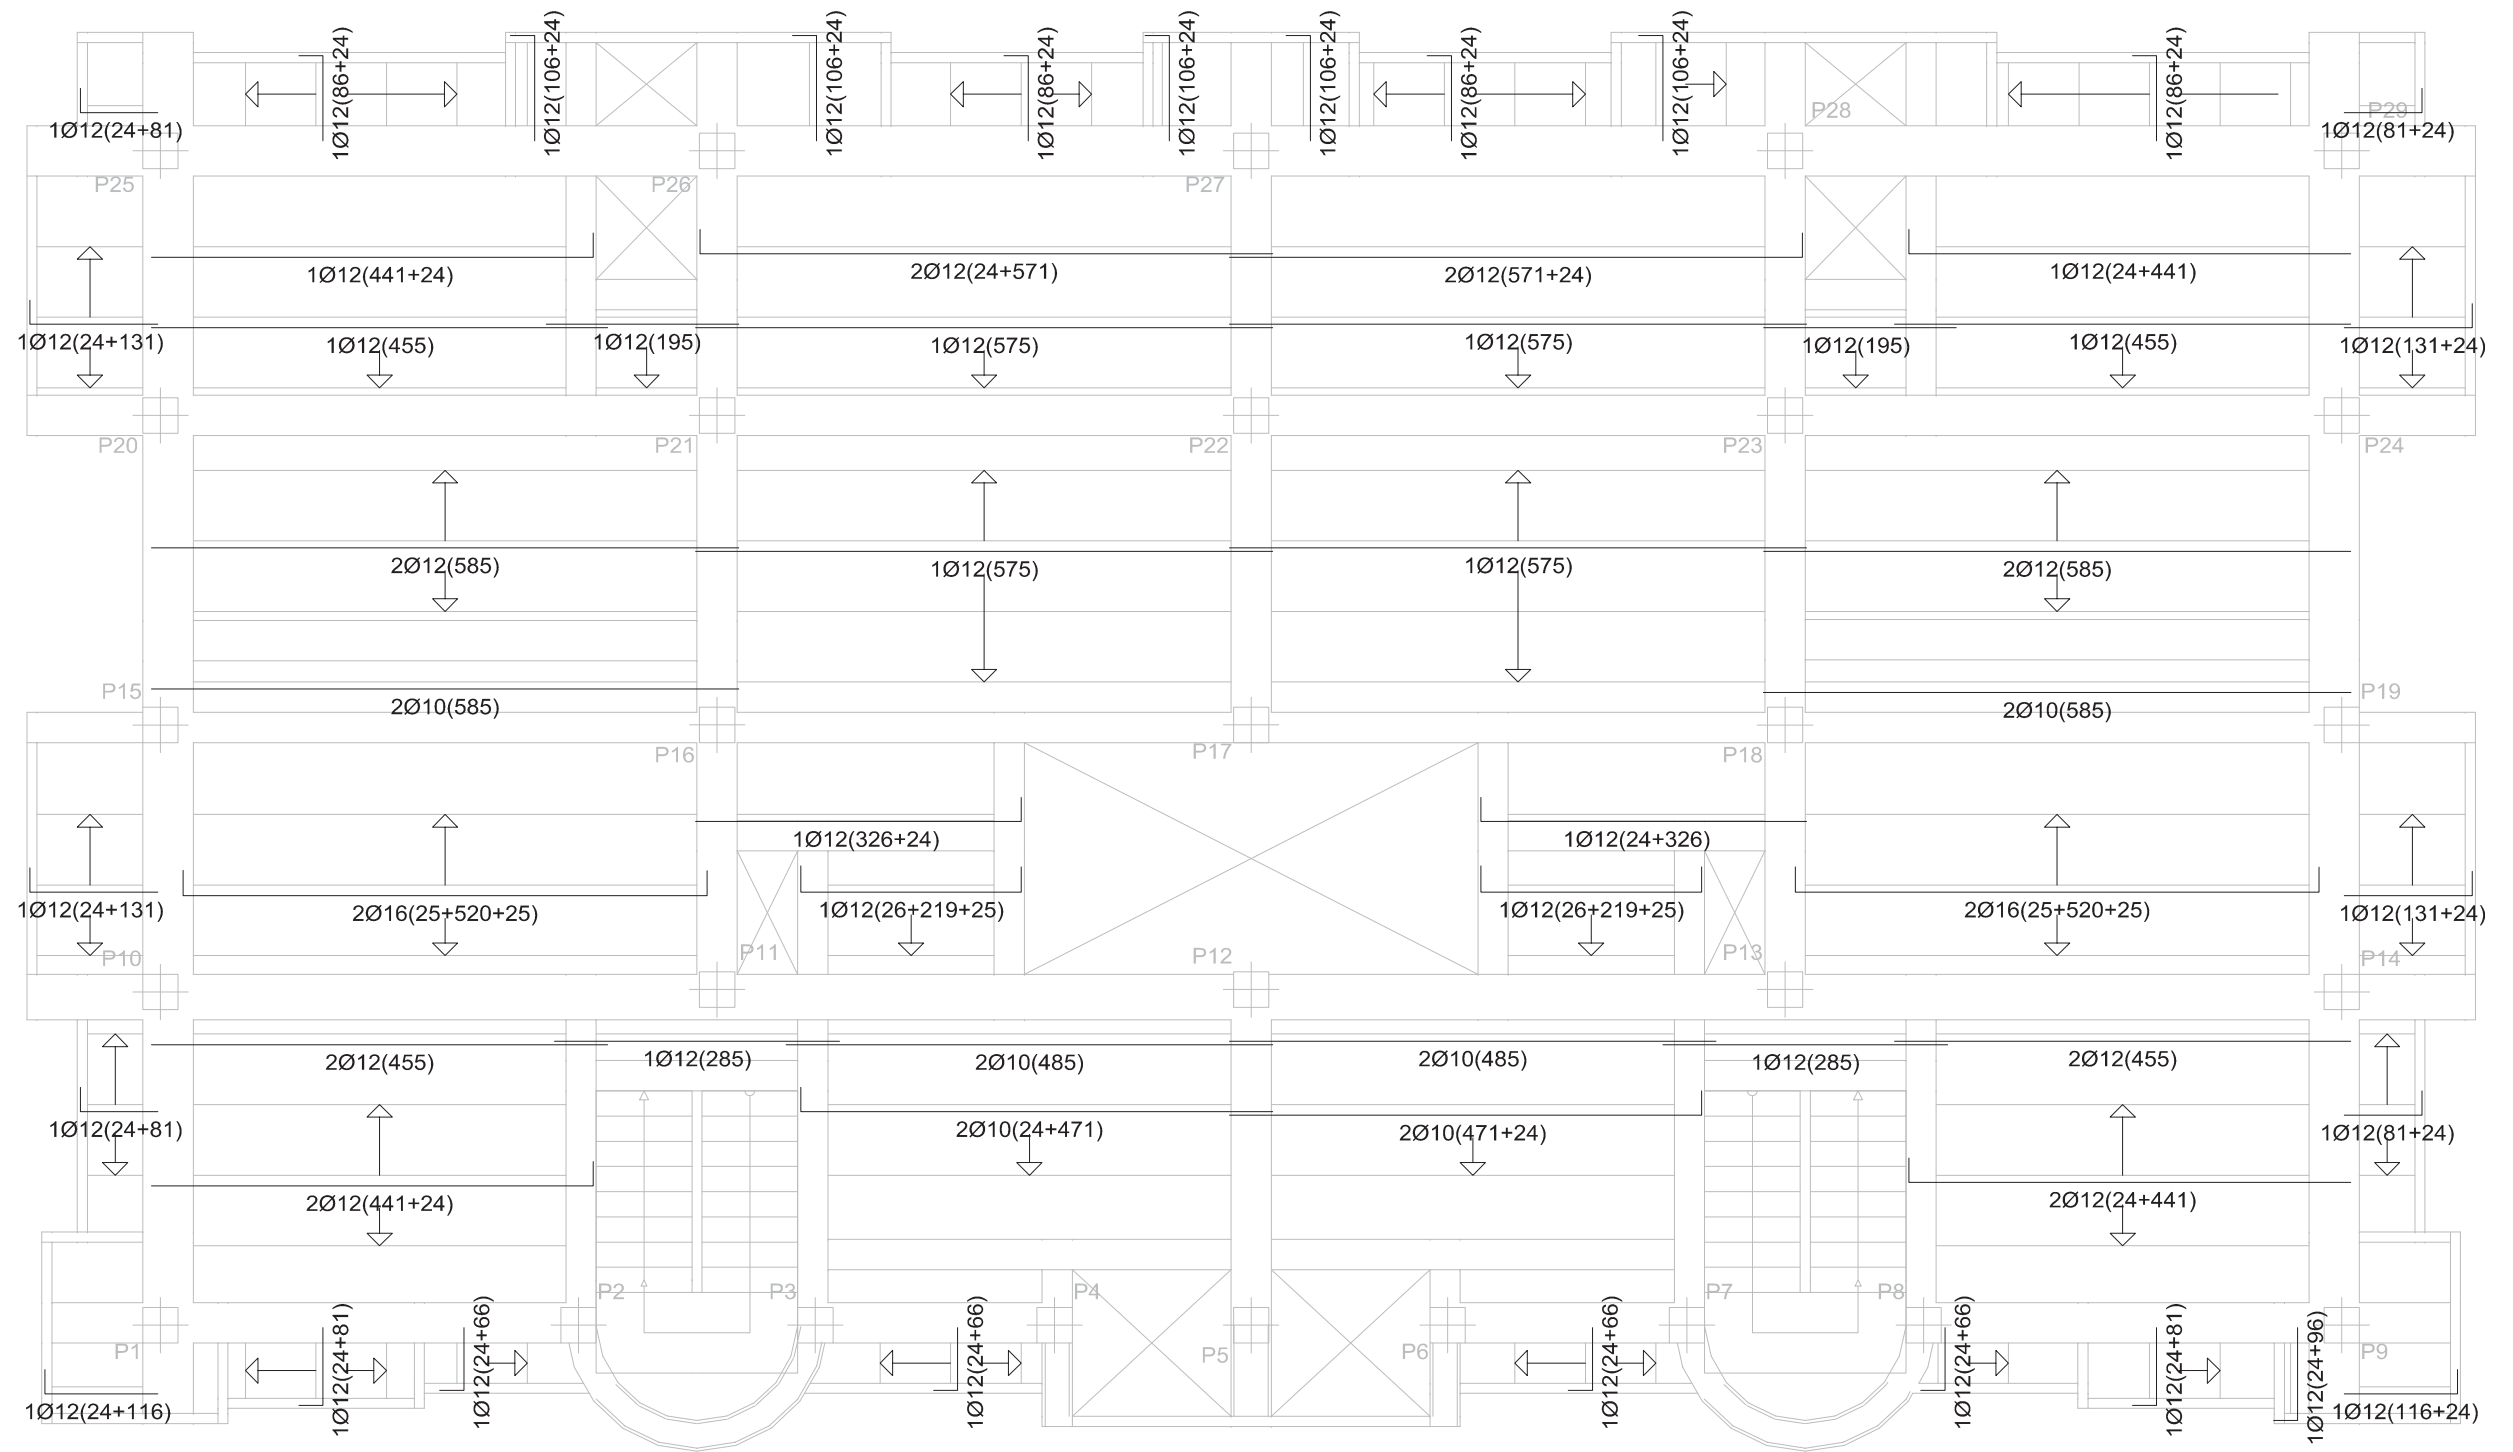 1Ø12(86+24)
1Ø12(106+24)
1Ø12(106+24)
1Ø12(86+24)
1Ø12(106+24)
1Ø12(106+24)
1Ø12(86+24)
1Ø12(106+24)
1Ø12(86+24)
P28
P29
1Ø12(24+81)
1Ø12(81+24)
P25
P26
P27
1Ø12(441+24)
2Ø12(24+571)
2Ø12(571+24)
1Ø12(24+441)
1Ø12(24+131)
1Ø12(455)
1Ø12(195)
1Ø12(575)
1Ø12(575)
1Ø12(195)
1Ø12(455)
1Ø12(131+24)
P20
P21
P22
P23
P24
2Ø12(585)
1Ø12(575)
1Ø12(575)
2Ø12(585)
P15
P19
2Ø10(585)
2Ø10(585)
P16
P17
P18
1Ø12(326+24)
1Ø12(24+326)
1Ø12(24+131)
2Ø16(25+520+25)
1Ø12(26+219+25)
1Ø12(26+219+25)
2Ø16(25+520+25)
1Ø12(131+24)
P10
P11
P12
P13
P14
2Ø12(455)
1Ø12(285)
2Ø10(485)
2Ø10(485)
1Ø12(285)
2Ø12(455)
1Ø12(24+81)
2Ø10(24+471)
2Ø10(471+24)
1Ø12(81+24)
2Ø12(441+24)
2Ø12(24+441)
P2
P3
P4
P7
P8
P1
P5
P6
P9
1Ø12(24+81)
1Ø12(24+66)
1Ø12(24+66)
1Ø12(24+66)
1Ø12(24+66)
1Ø12(24+81)
1Ø12(24+96)
1Ø12(24+116)
1Ø12(116+24)